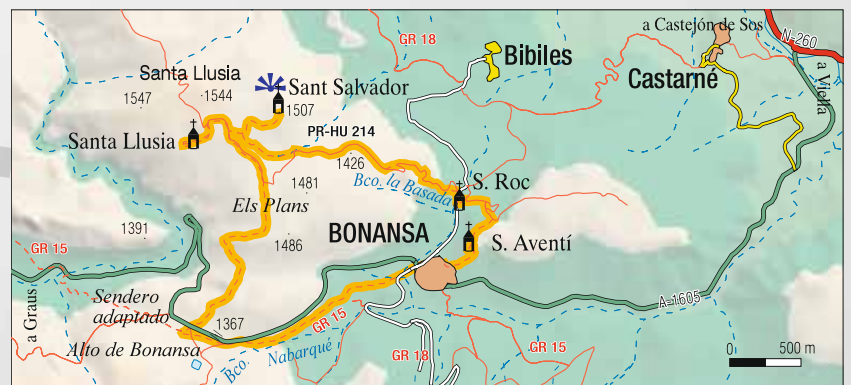 a Castejón de Sos
N-260
GR 18
Bibiles
Castarné
a Viella
Santa Llusia
1547
1544
Sant Salvador
1507
PR-HU 214
Santa Llusia
1426
1481
Bco. la Basada
S. Roc
Els Plans
1391
1486
BONANSA
S. Aventí
GR 15
a Graus
Sendero
adaptado
1367
GR 15
A-1605
Alto de Bonansa
Bco. Nabarqué
GR 18
GR 15
0 500 m